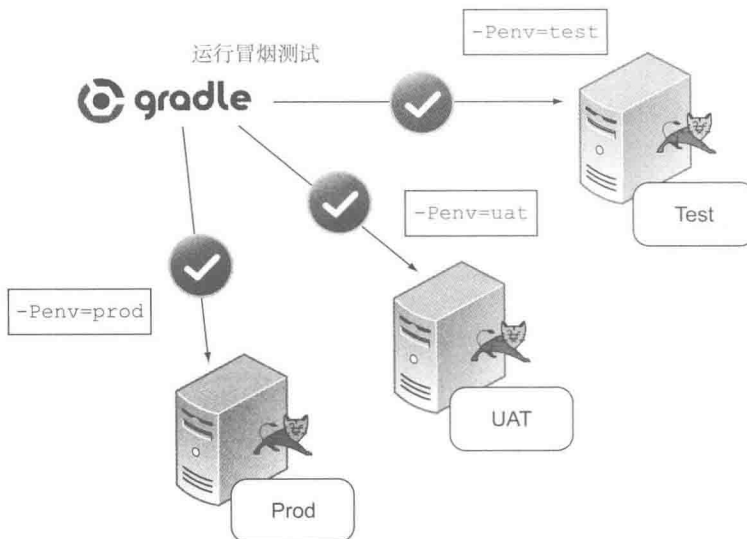 -Penv=test
运行冒烟测试
gradle
Test
-Penv=uat
-Penv=prod
UAT
Prod